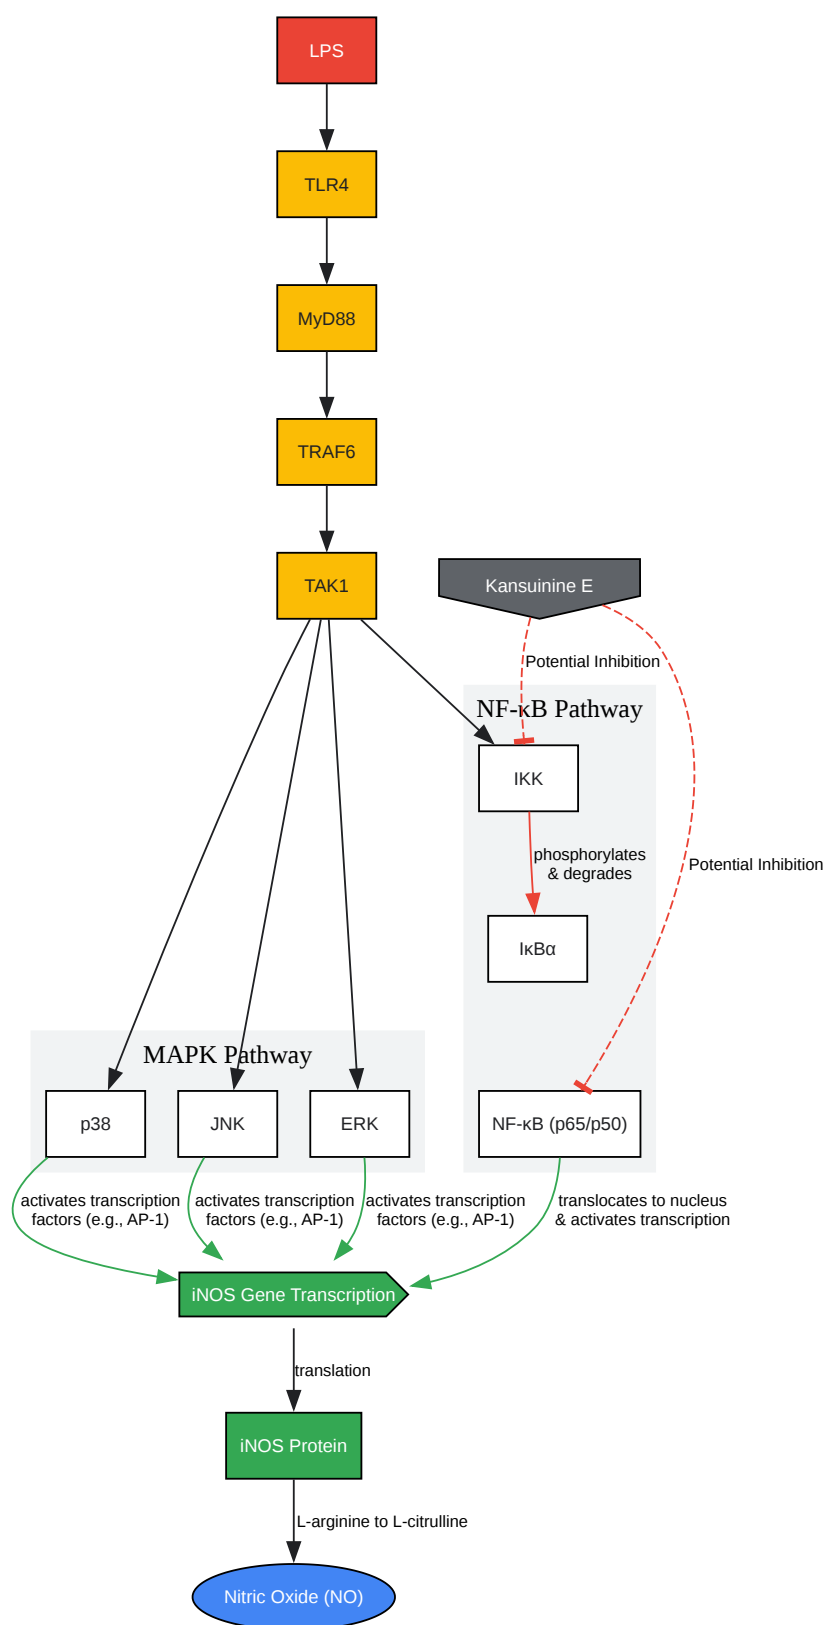 LPS
TLR4
MyD88
TRAF6
TAK1
Kansuinine E
Potential Inhibition
NF-κB Pathway
IKK
phosphorylates
& degrades
Potential Inhibition
IκBα
MAPK Pathway
p38
JNK
ERK
NF-κB (p65/p50)
activates transcription
factors (e.g., AP-1)
activates transcription
factors (e.g., AP-1)
activates transcription
factors (e.g., AP-1)
translocates to nucleus
& activates transcription
iNOS Gene Transcription
translation
iNOS Protein
L-arginine to L-citrulline
Nitric Oxide (NO)